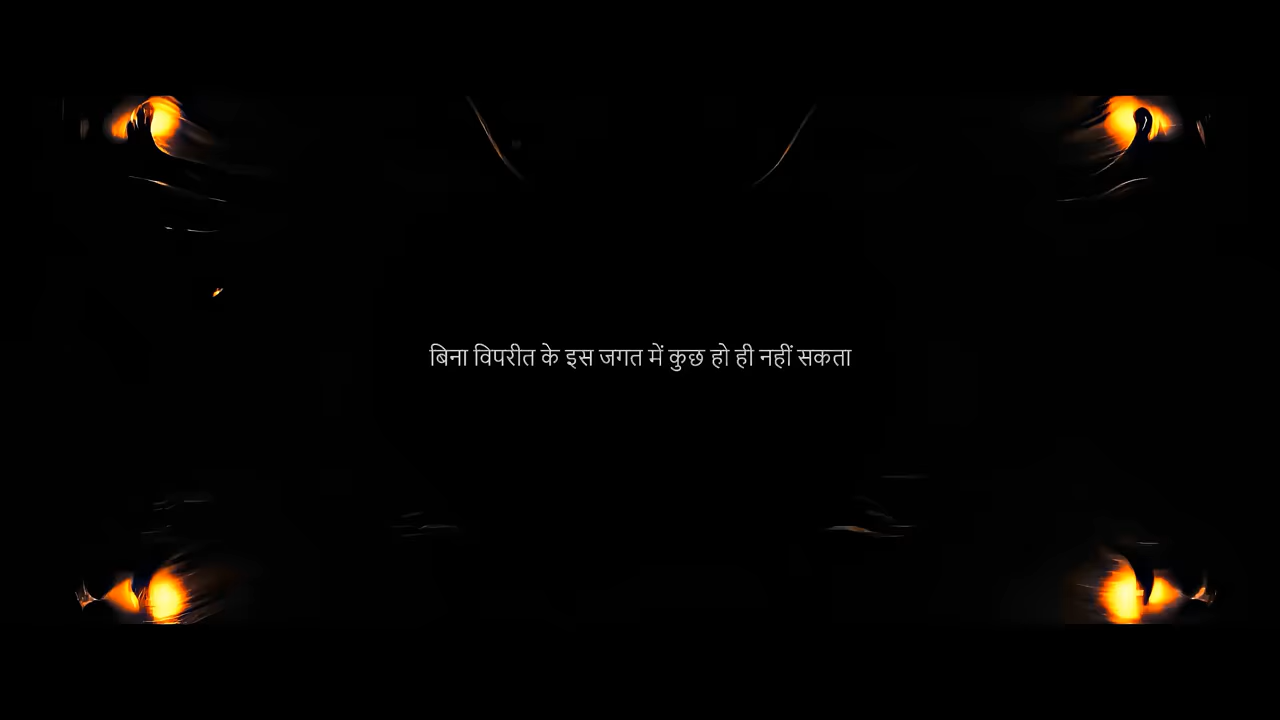 बिना विपरीत के इस जगत में कुछ हो ही नहीं सकता